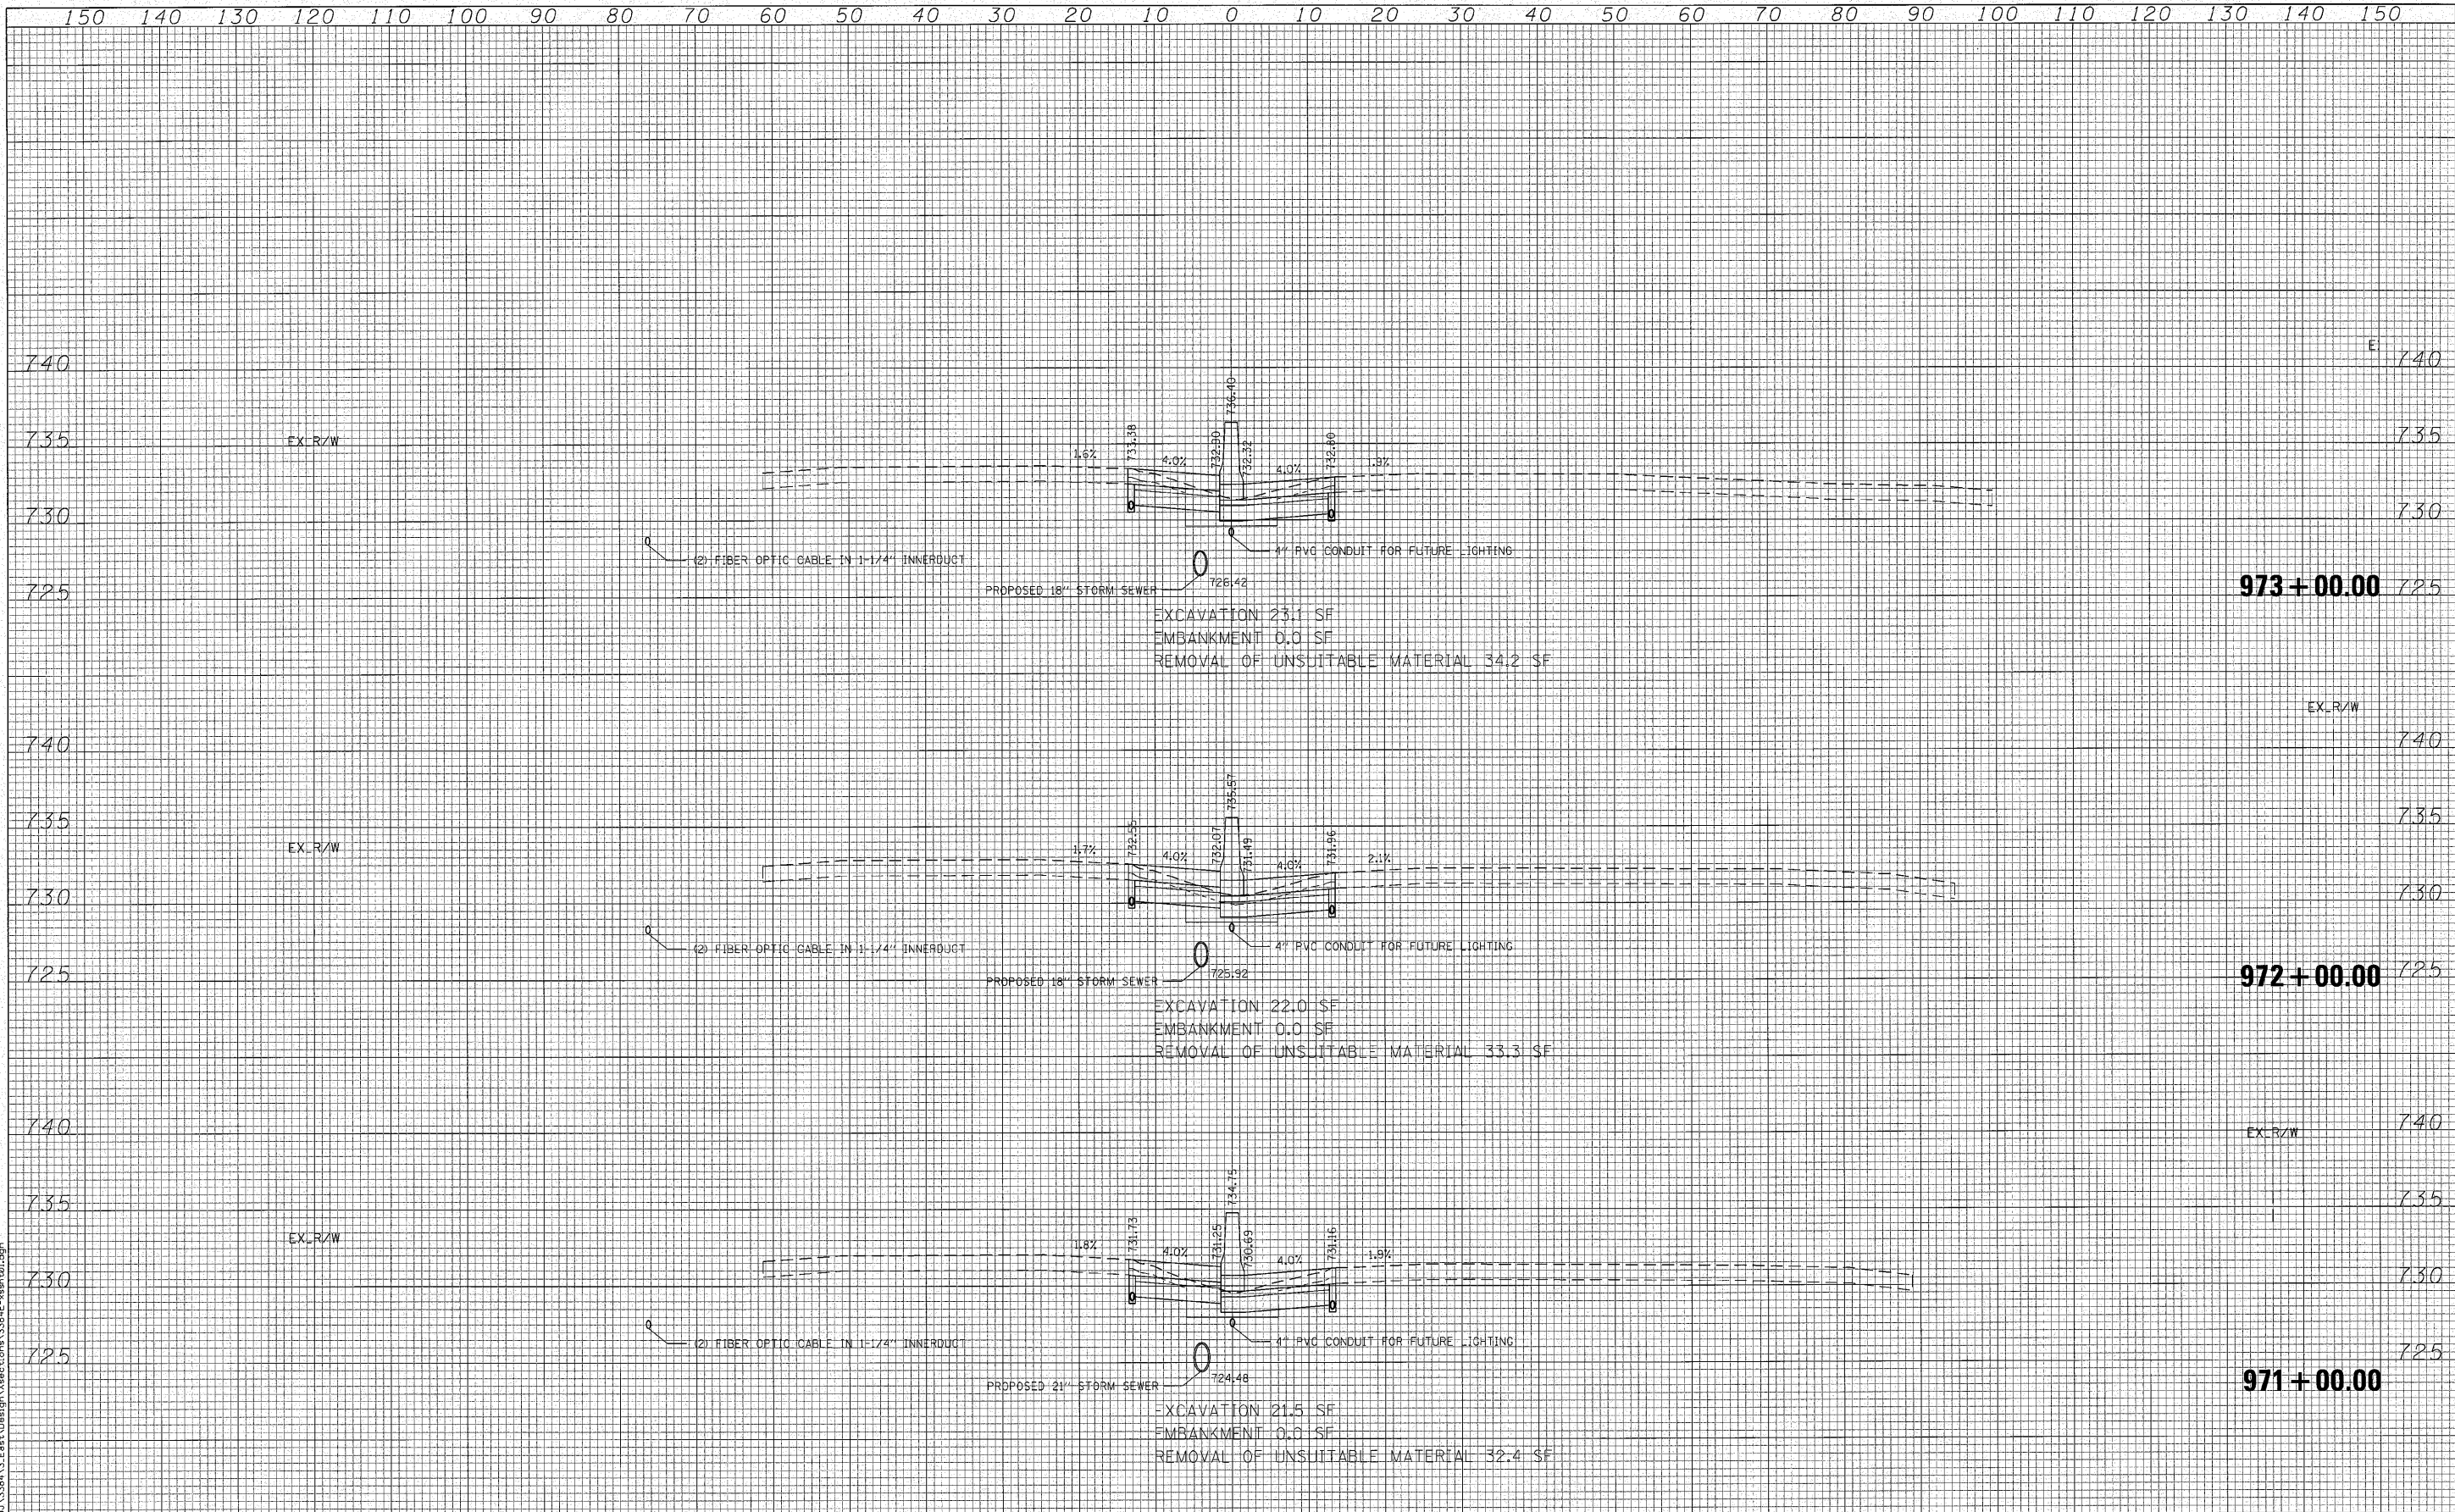 150 140 130 120 110 100 90 80 70 60 50 40 30 20 10 0 10 20 30 40 50 60 70 80 90 100 110 120 130 140 150
740 E 740
736.40
735 EX_R/W 735
1.6% 733.38 4.0% 732.90 732.32 4.0% 732.80 1.9%
730 730
(2) FIBER OPTIC CABLE IN 1-1/4" INNERDUCT
4" PVC CONDUIT FOR FUTURE LIGHTING
PROPOSED 18" STORM SEWER 726.42
725 973+00.00 725
EXCAVATION 23.1 SF
EMBANKMENT 0.0 SF
REMOVAL OF UNSUITABLE MATERIAL 34.2 SF
EX_R/W
740 740
735.57
735 735
EX_R/W
1.7% 732.55 4.0% 732.07 731.49 4.0% 731.96 2.1%
730 730
(2) FIBER OPTIC CABLE IN 1-1/4" INNERDUCT
4" PVC CONDUIT FOR FUTURE LIGHTING
PROPOSED 18" STORM SEWER 725.92
725 972+00.00 725
EXCAVATION 22.0 SF
EMBANKMENT 0.0 SF
REMOVAL OF UNSUITABLE MATERIAL 33.3 SF
740 740
EX_R/W
734.75
735 735
EX_R/W
1.8% 731.73 4.0% 731.25 730.69 4.0% 731.16 1.9%
730 730
(2) FIBER OPTIC CABLE IN 1-1/4" INNERDUCT
4" PVC CONDUIT FOR FUTURE LIGHTING
725 725
PROPOSED 21" STORM SEWER 724.48
971+00.00
EXCAVATION 21.5 SF
EMBANKMENT 0.0 SF
REMOVAL OF UNSUITABLE MATERIAL 32.4 SF